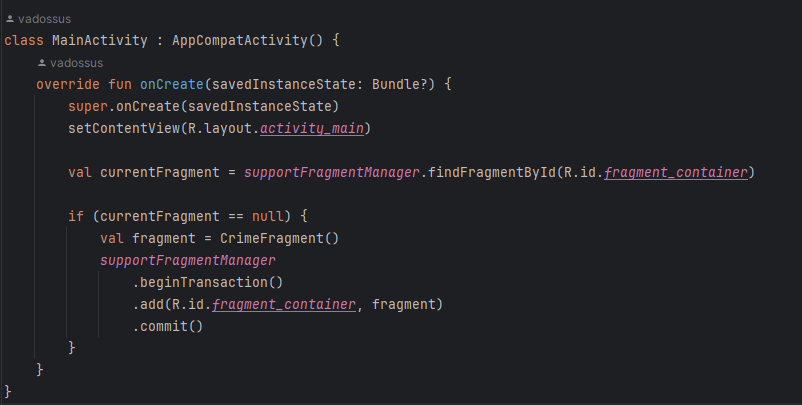 vadossus
class MainActivity : AppCompatActivity() {
vadossus
override fun onCreate(savedInstanceState: Bundle?) {
super.onCreate(savedInstanceState)
setContentView(R.layout.activity_main)
val currentFragment = supportFragmentManager.findFragmentById(R.id.fragment_container)
if (currentFragment == null) {
val fragment = CrimeFragment()
supportFragmentManager
.beginTransaction()
.add(R.id.fragment_container, fragment)
.commit()
}
}
}